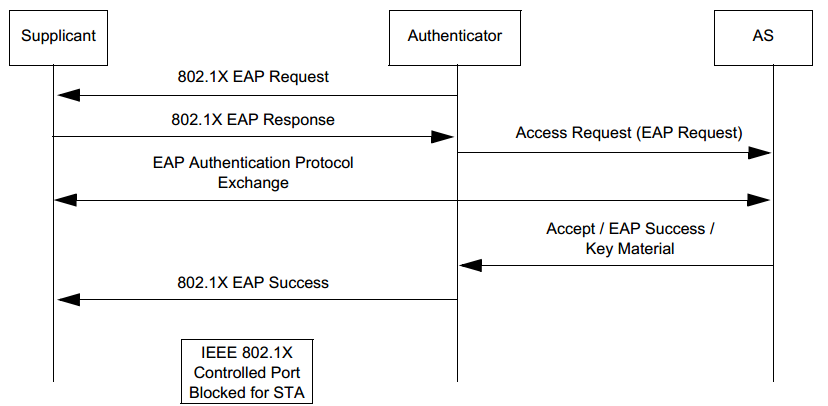 Supplicant
Authenticator
AS
802.1X EAP Request
802.1X EAP Response
Access Request (EAP Request)
EAP Authentication Protocol
Exchange
Accept / EAP Success /
Key Material
802.1X EAP Success
IEEE 802.1X
Controlled Port
Blocked for STA